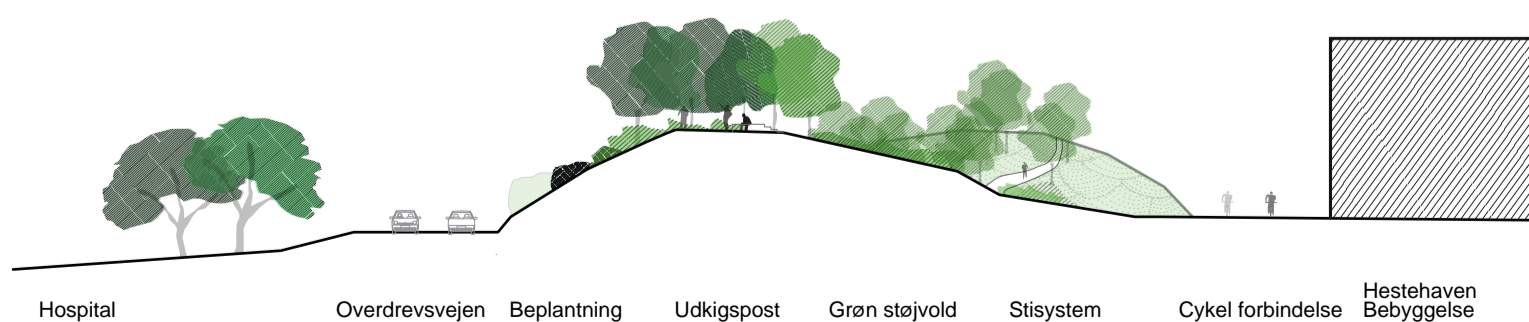 Hospital
Overdrevsvejen
Beplantning
Udkigspost
Grøn støjvold
Stisystem
Cykel forbindelse
Hestehaven
Bebyggelse